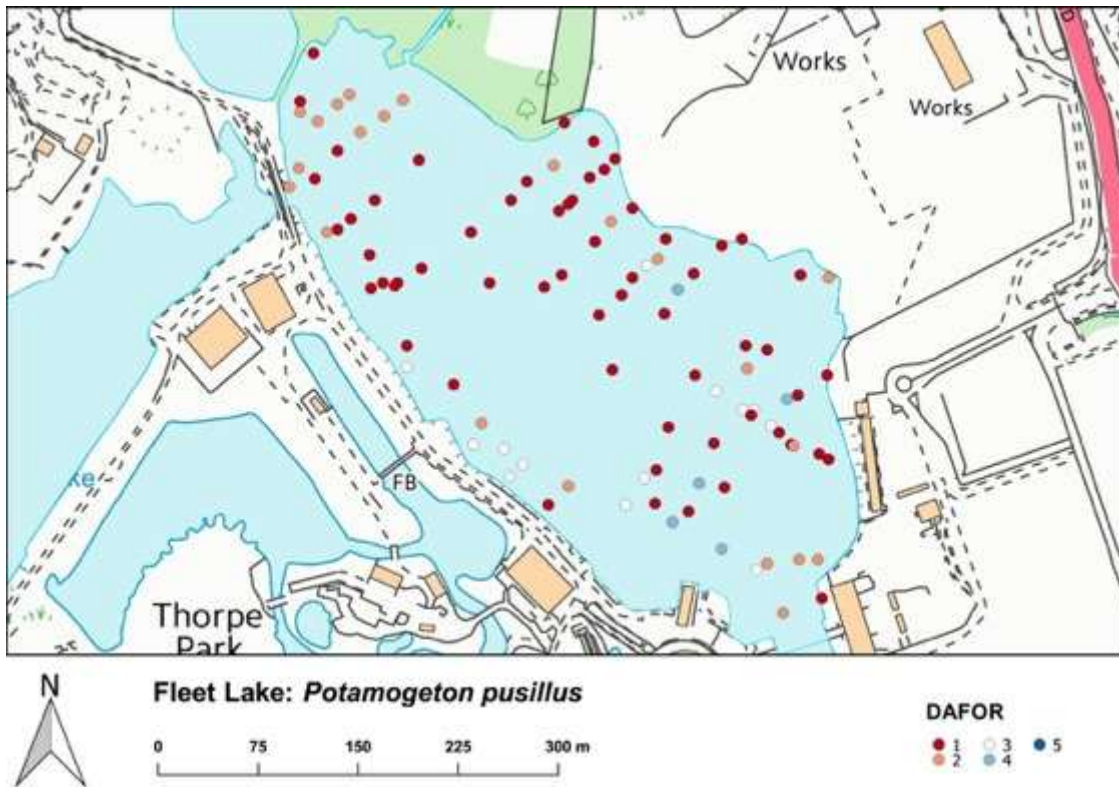 D
Works
Works
ke
FB
Thorpe
Park
N
Fleet Lake: Potamogeton pusillus
0 75 150 225 300 m
DAFOR
1 3 5
2 4